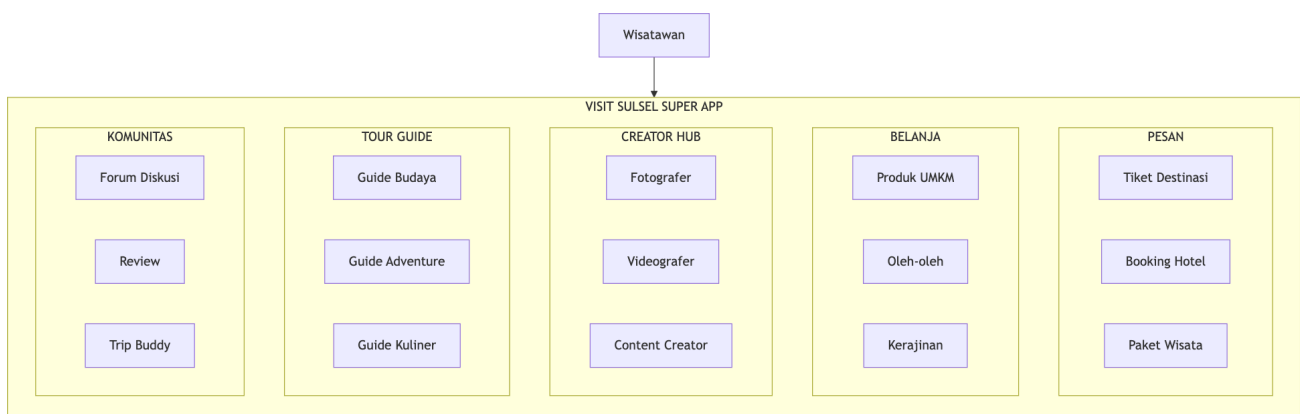 Wisatawan
VISIT SULSEL SUPER APP
KOMUNITAS
Forum Diskusi
Review
Trip Buddy
TOUR GUIDE
Guide Budaya
Guide Adventure
Guide Kuliner
CREATOR HUB
Fotografer
Videografer
Content Creator
BELANJA
Produk UMKM
Oleh-oleh
Kerajinan
PESAN
Tiket Destinasi
Booking Hotel
Paket Wisata